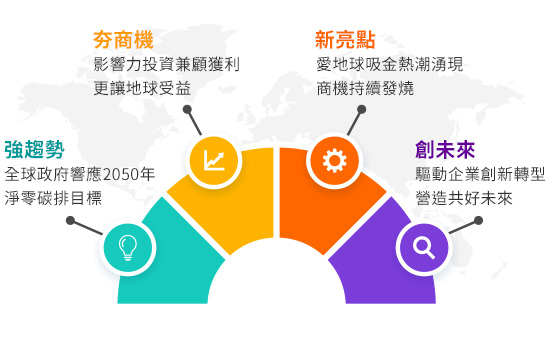 夯商機
影響力投資兼顧獲利
更讓地球受益
新亮點
愛地球吸金熱潮湧現
商機持續發燒
強趨勢
全球政府響應2050年
淨零碳排目標
創未來
驅動企業創新轉型
營造共好未來